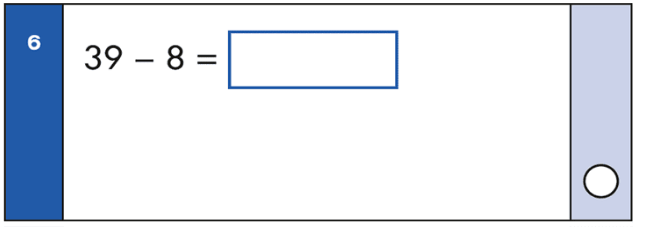 6
39 – 8 =